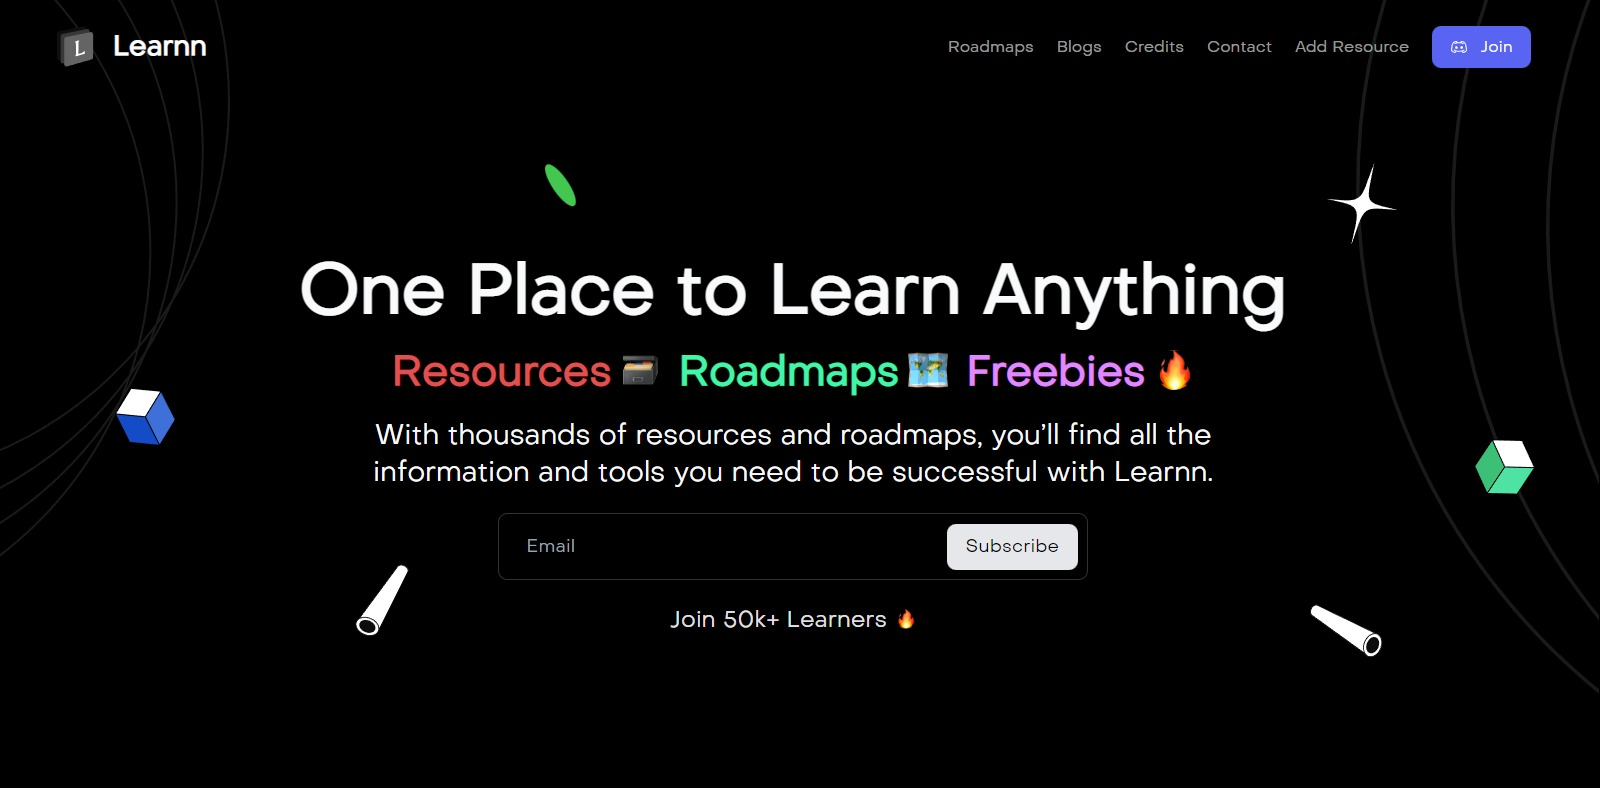 L Learnn
Roadmaps Blogs Credits Contact Add Resource Join
One Place to Learn Anything
Resources Roadmaps Freebies
With thousands of resources and roadmaps, you’ll find all the
information and tools you need to be successful with Learnn.
Email Subscribe
Join 50k+ Learners